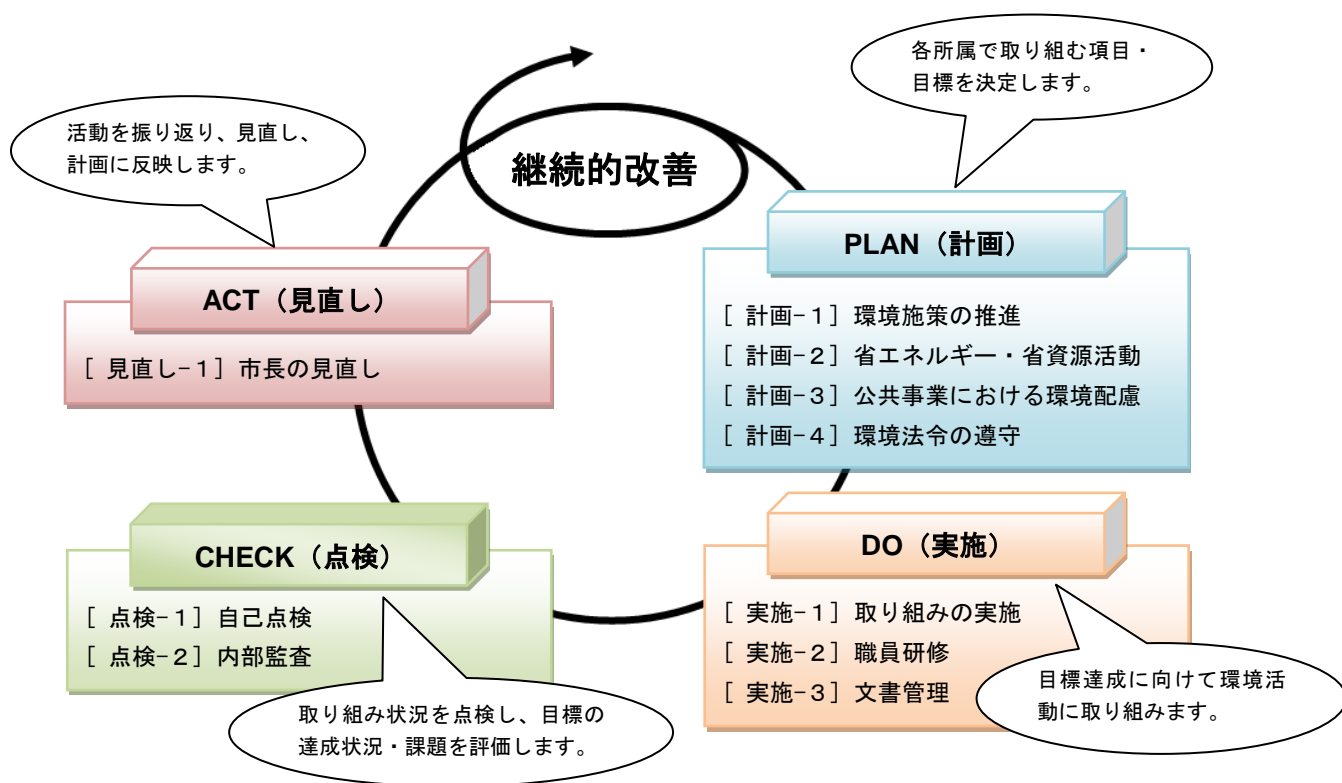 継続的改善
各所属で取り組む項目・
目標を決定します。
PLAN（計画）
[ 計画-１] 環境施策の推進
[ 計画-２] 省エネルギー・省資源活動
[ 計画-３] 公共事業における環境配慮
[ 計画-４] 環境法令の遵守
DO（実施）
[ 実施-１] 取り組みの実施
[ 実施-２] 職員研修
[ 実施-３] 文書管理
目標達成に向けて環境活
動に取り組みます。
CHECK（点検）
[ 点検-１] 自己点検
[ 点検-２] 内部監査
取り組み状況を点検し、目標の
達成状況・課題を評価します。
ACT（見直し）
[ 見直し-１] 市長の見直し
活動を振り返り、見直し、
計画に反映します。